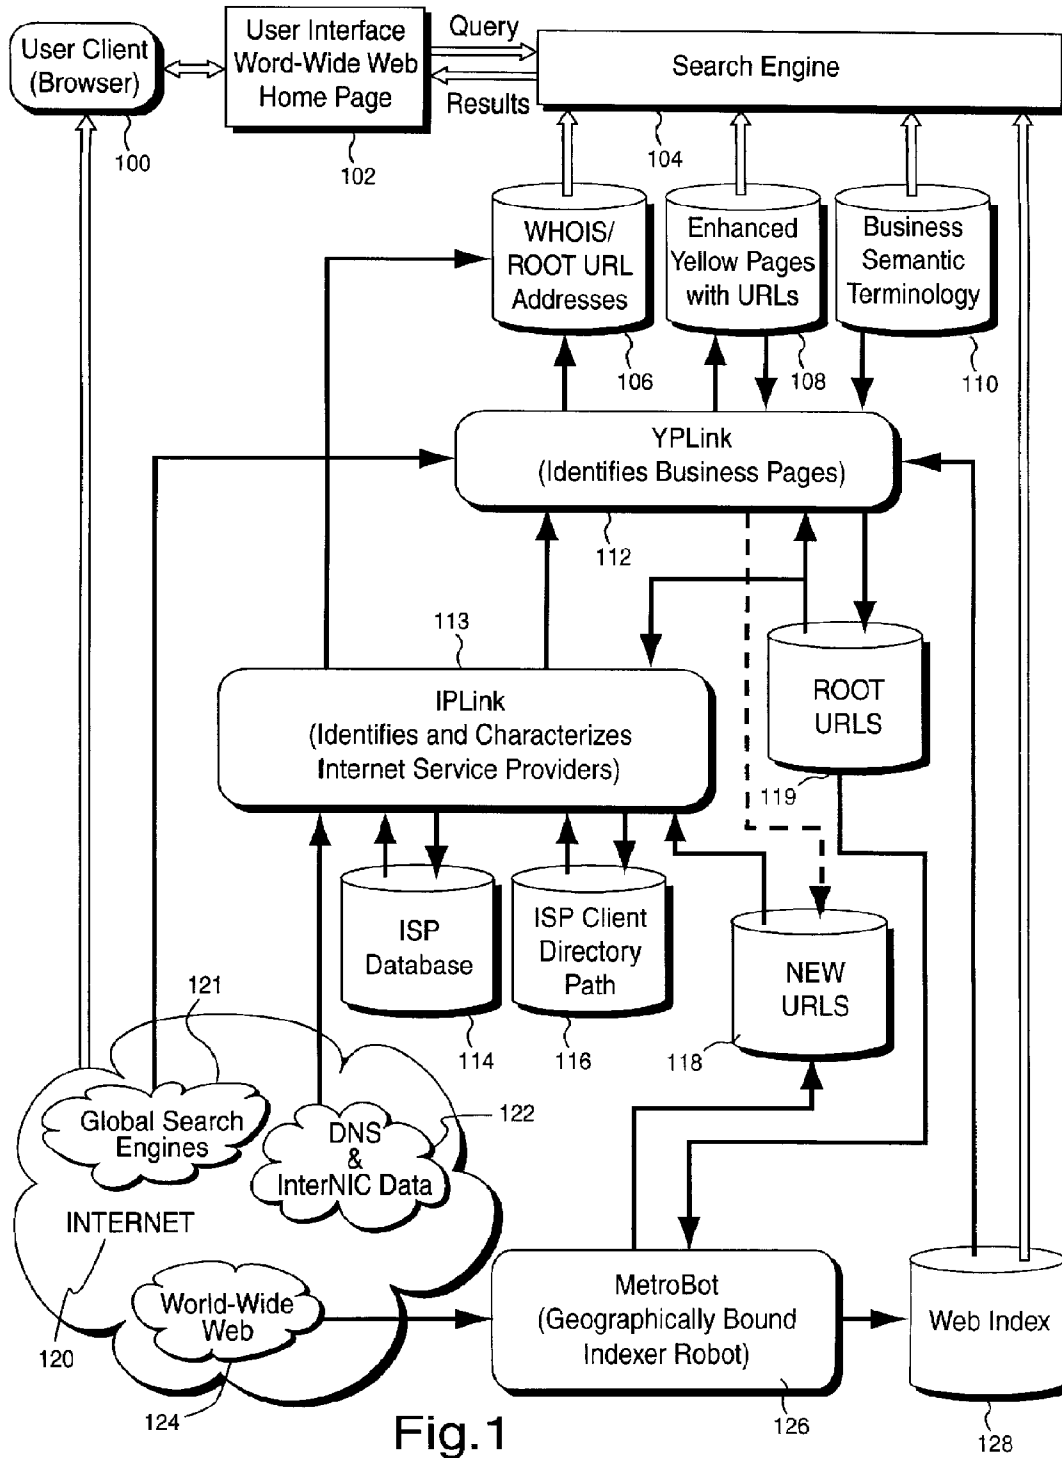 User Client
(Browser)
100
User Interface
Word-Wide Web
Home Page
102
Query
Results
Search Engine
104
WHOIS/
ROOT URL
Addresses
106
Enhanced
Yellow Pages
with URLs
108
Business
Semantic
Terminology
110
YPLink
(Identifies Business Pages)
112
113
IPLink
(Identifies and Characterizes
Internet Service Providers)
ROOT
URLS
119
ISP
Database
114
ISP Client
Directory
Path
116
NEW
URLS
118
121
Global Search
Engines
122
DNS
&
InterNIC Data
INTERNET
120
World-Wide
Web
124
MetroBot
(Geographically Bound
Indexer Robot)
126
Web Index
128
Fig.1